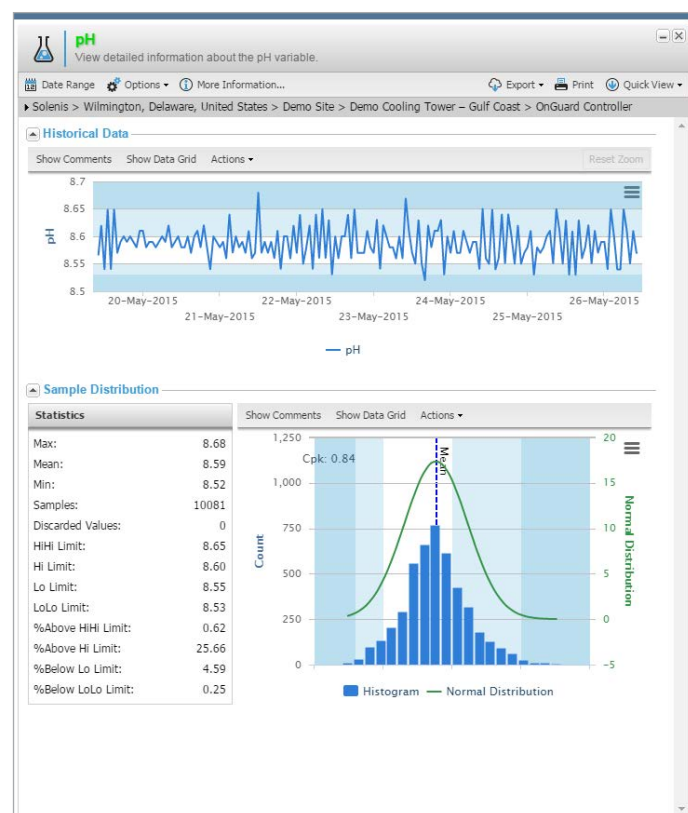 pH
View detailed information about the pH variable.
Date Range Options More Information... Export Print Quick View
Solenis > Wilmington, Delaware, United States > Demo Site > Demo Cooling Tower – Gulf Coast > OnGuard Controller
Historical Data
Show Comments Show Data Grid Actions Reset Zoom
8.7
8.65
8.6
8.55
8.5
pH
20-May-2015 22-May-2015 24-May-2015 26-May-2015
21-May-2015 23-May-2015 25-May-2015
pH
Sample Distribution
Statistics
Max: 8.68
Mean: 8.59
Min: 8.52
Samples: 10081
Discarded Values: 0
HiHi Limit: 8.65
Hi Limit: 8.60
Lo Limit: 8.55
LoLo Limit: 8.53
%Above HiHi Limit: 0.62
%Above Hi Limit: 25.66
%Below Lo Limit: 4.59
%Below LoLo Limit: 0.25
Show Comments Show Data Grid Actions
1,250 20
Cpk: 0.84
Mean
1,000 15
750 10
500 5
250 0
0 -5
Count
Normal Distribution
Histogram Normal Distribution